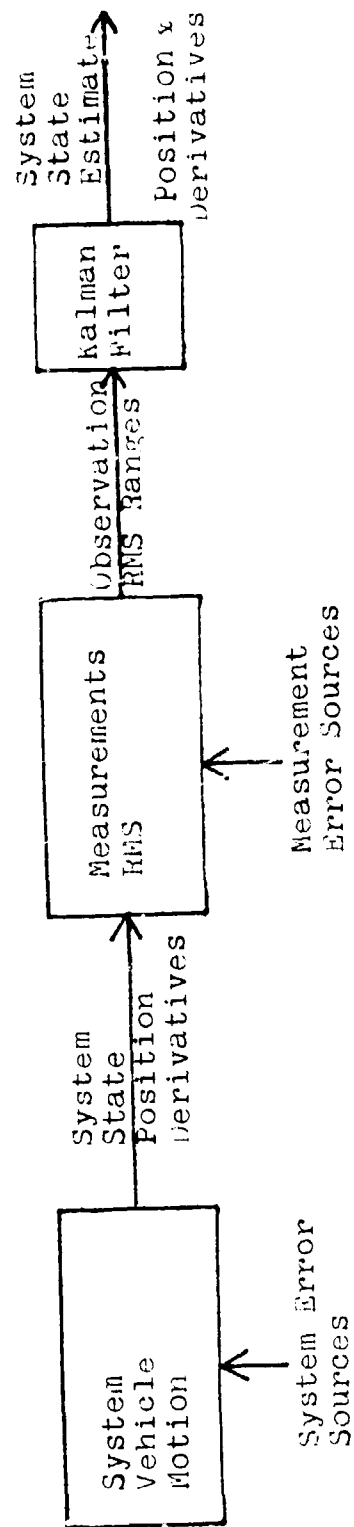 System
Vehicle
Motion
System Error
Sources
System
State
Position
Derivatives
Measurements
RMS
Measurement
Error Sources
Observation
RMS Ranges
Kalman
Filter
System
State
Estimate
Position &
Derivatives